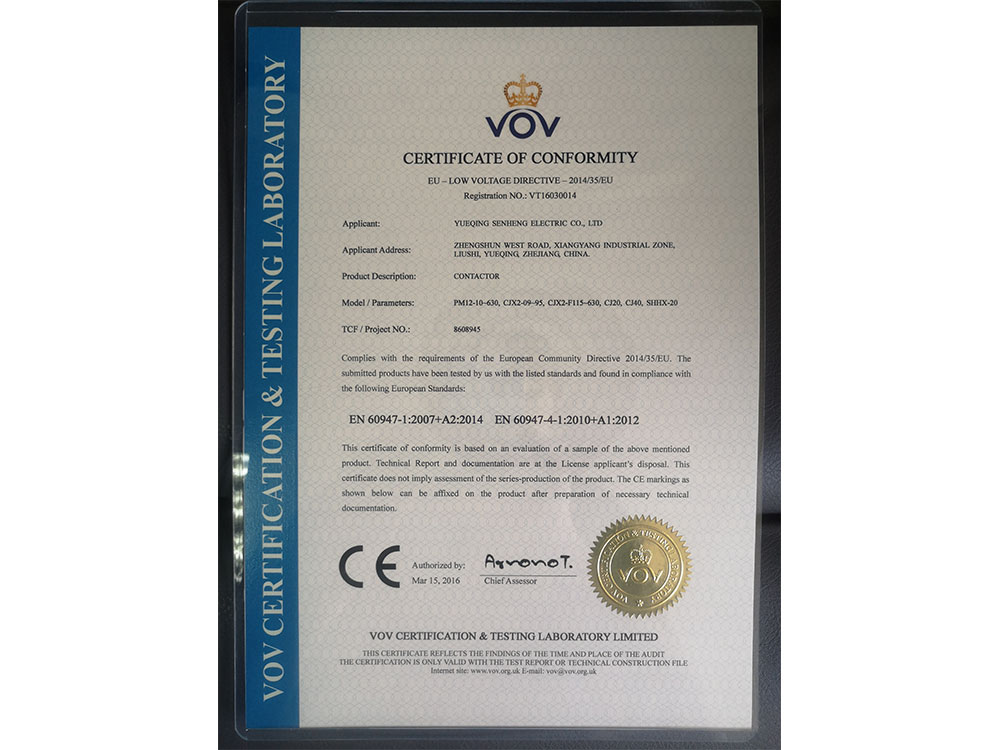 VOV CERTIFICATION & TESTING LABORATORY
VOV
CERTIFICATE OF CONFORMITY
EU – LOW VOLTAGE DIRECTIVE – 2014/35/EU
Registration NO.: VT16030014
Applicant: YUEQING SENHENG ELECTRIC CO., LTD
Applicant Address: ZHENGSHUN WEST ROAD, XIANGYANG INDUSTRIAL ZONE,
LIUSHI, YUEQING, ZHEJIANG, CHINA.
Product Description: CONTACTOR
Model / Parameters: PM12-10–630, CJX2-09–95, CJX2-F115–630, CJ20, CJ40, SHHX-20
TCF / Project NO.: 8608945
Complies with the requirements of the European Community Directive 2014/35/EU. The
submitted products have been tested by us with the listed standards and found in compliance with
the following European Standards:
EN 60947-1:2007+A2:2014 EN 60947-4-1:2010+A1:2012
This certificate of conformity is based on an evaluation of a sample of the above mentioned
product. Technical Report and documentation are at the License applicant's disposal. This
certificate does not imply assessment of the series-production of the product. The CE markings as
shown below can be affixed on the product after preparation of necessary technical
documentation.
CE
Authorized by:
Mar 15, 2016
Chief Assessor
VOV CERTIFICATION & TESTING LABORATORY
VOV
VOV CERTIFICATION & TESTING LABORATORY LIMITED
THIS CERTIFICATE REFLECTS THE FINDINGS OF THE TIME AND PLACE OF THE AUDIT
THE CERTIFICATION IS ONLY VALID WITH THE TEST REPORT OR TECHNICAL CONSTRUCTION FILE
Internet site: www.vov.org.uk E-mail: vov@vov.org.uk